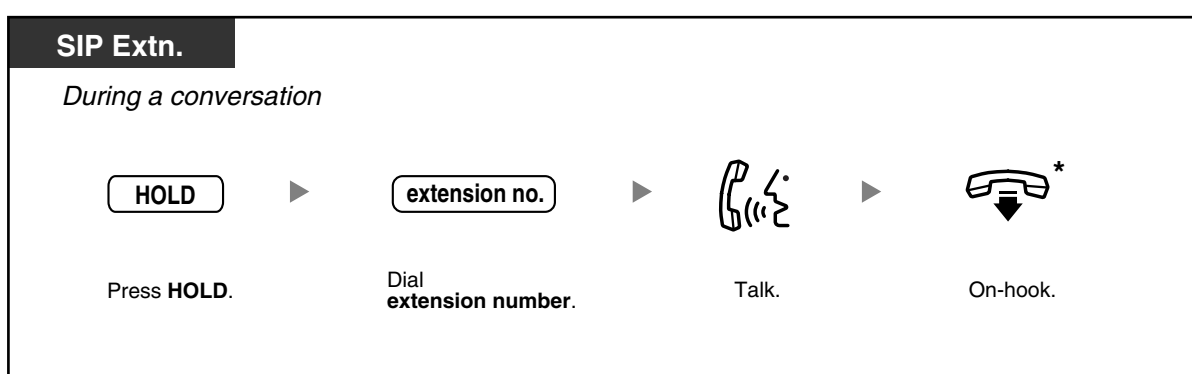 SIP Extn.
During a conversation
HOLD
extension no.
*
Press HOLD.
Dial
extension number.
Talk.
On-hook.